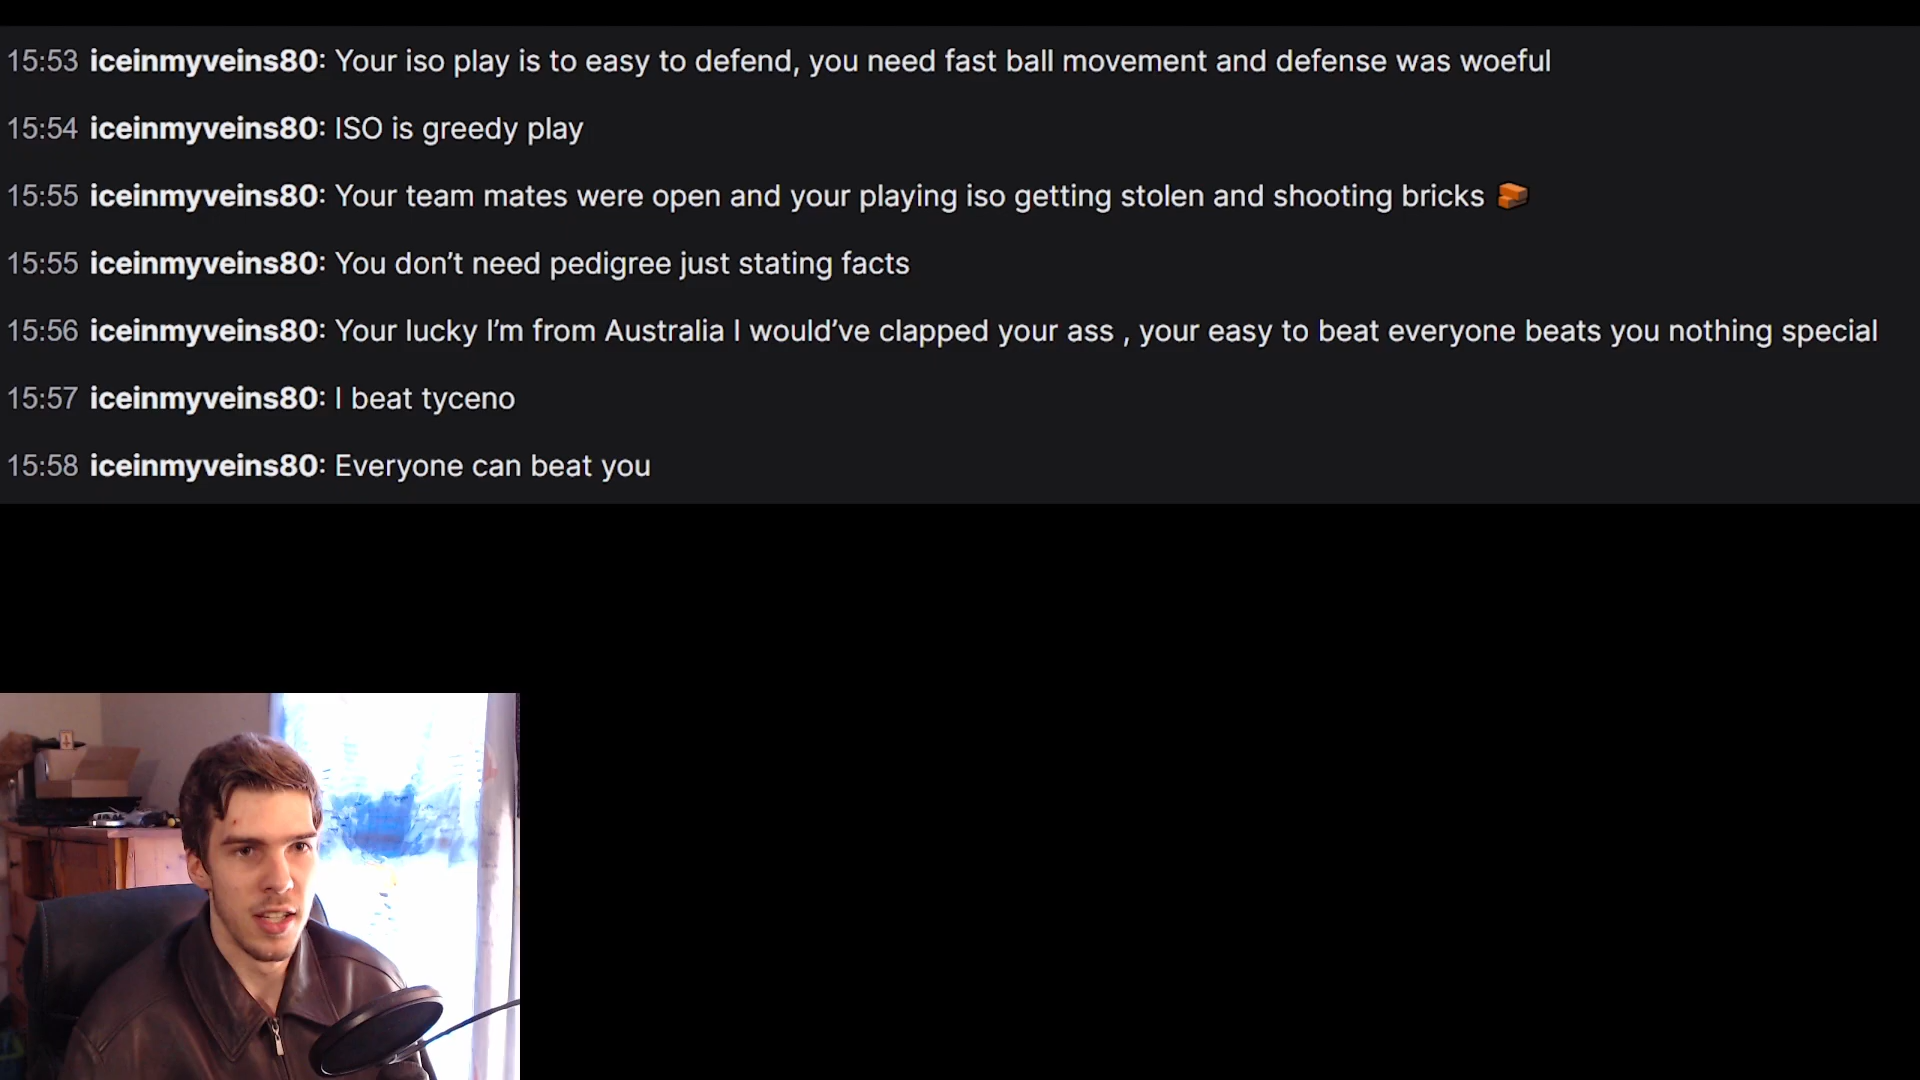 15:53 iceinmyveins80: Your iso play is to easy to defend, you need fast ball movement and defense was woeful
15:54 iceinmyveins80: ISO is greedy play
15:55 iceinmyveins80: Your team mates were open and your playing iso getting stolen and shooting bricks 🧱
15:55 iceinmyveins80: You don’t need pedigree just stating facts
15:56 iceinmyveins80: Your lucky I’m from Australia I would’ve clapped your ass , your easy to beat everyone beats you nothing special
15:57 iceinmyveins80: I beat tyceno
15:58 iceinmyveins80: Everyone can beat you